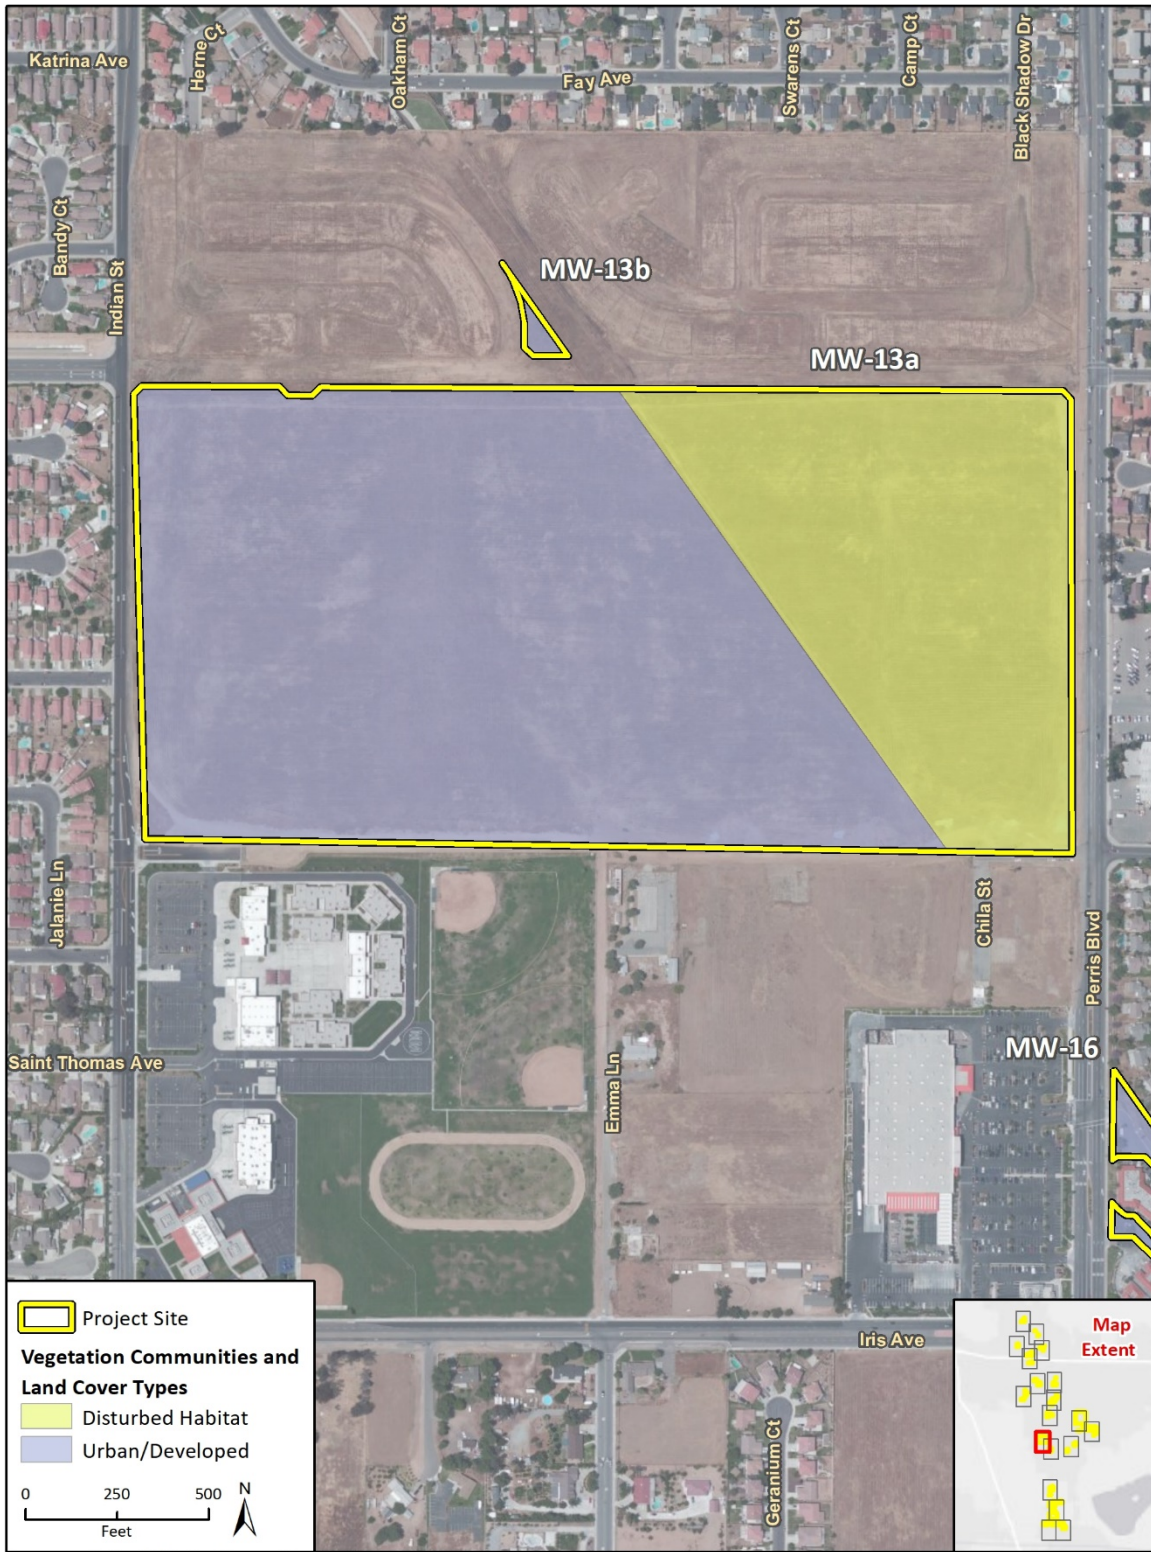 Katrina Ave
Herne Ct
Oakham Ct
Fay Ave
Swarens Ct
Camp Ct
Black Shadow Dr
Bandy Ct
Indian St
MW-13b
MW-13a
Jalanie Ln
Chila St
Perris Blvd
Saint Thomas Ave
Emma Ln
MW-16
Iris Ave
Geranium Ct
Project Site
Vegetation Communities and
Land Cover Types
Disturbed Habitat
Urban/Developed
0 250 500
Feet
N
Map
Extent